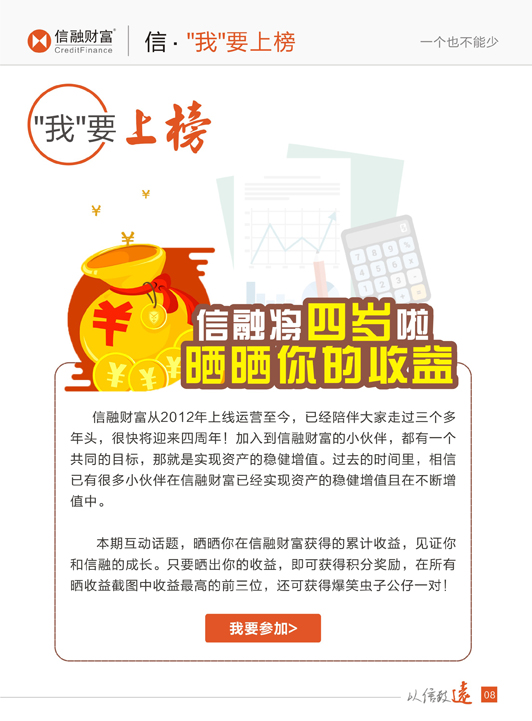 信融财富®
CreditFinance
信·"我"要上榜
一个也不能少
"我"要上榜
¥
¥
¥
¥
信融将四岁啦
晒晒你的收益
¥ ¥ ¥
信融财富从2012年上线运营至今，已经陪伴大家走过三个多
年头，很快将迎来四周年！加入到信融财富的小伙伴，都有一个
共同的目标，那就是实现资产的稳健增值。过去的时间里，相信
已有很多小伙伴在信融财富已经实现资产的稳健增值且在不断增
值中。
本期互动话题，晒晒你在信融财富获得的累计收益，见证你
和信融的成长。只要晒出你的收益，即可获得积分奖励，在所有
晒收益截图中收益最高的前三位，还可获得爆笑虫子公仔一对！
我要参加>
以信致远
08